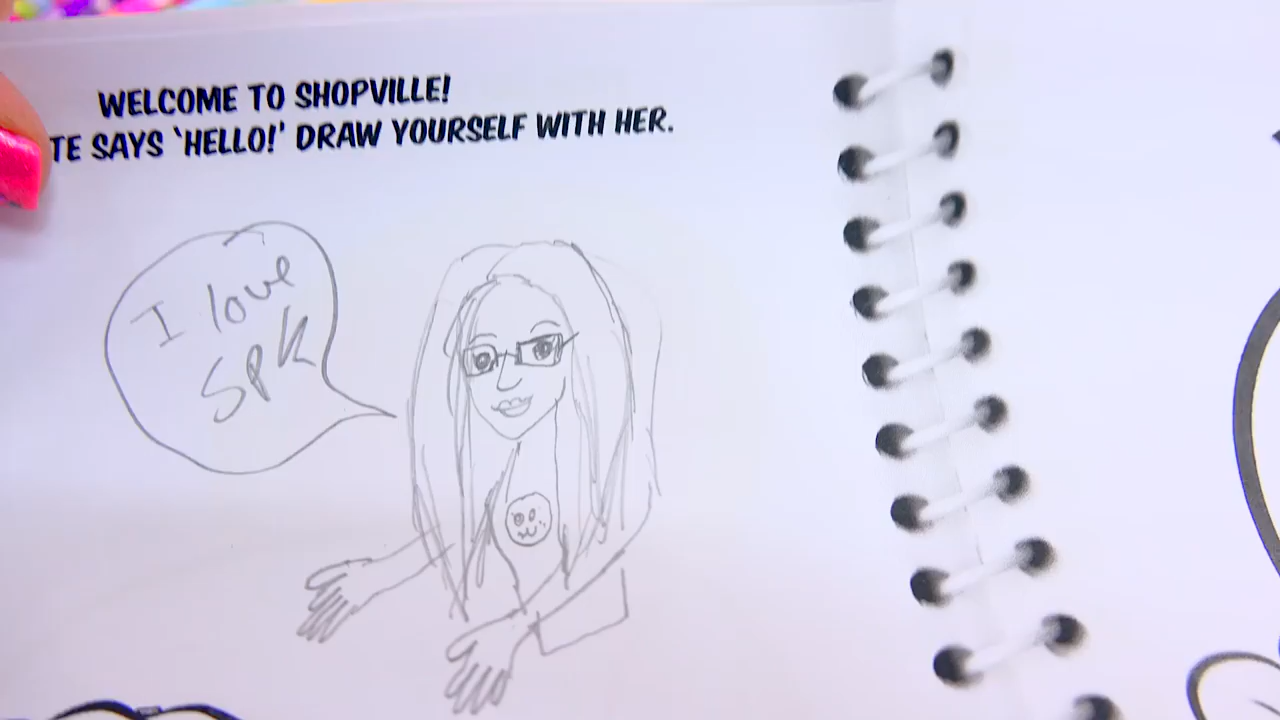 WELCOME TO SHOPVILLE!
TE SAYS ‘HELLO!’ DRAW YOURSELF WITH HER.
I love
SPK